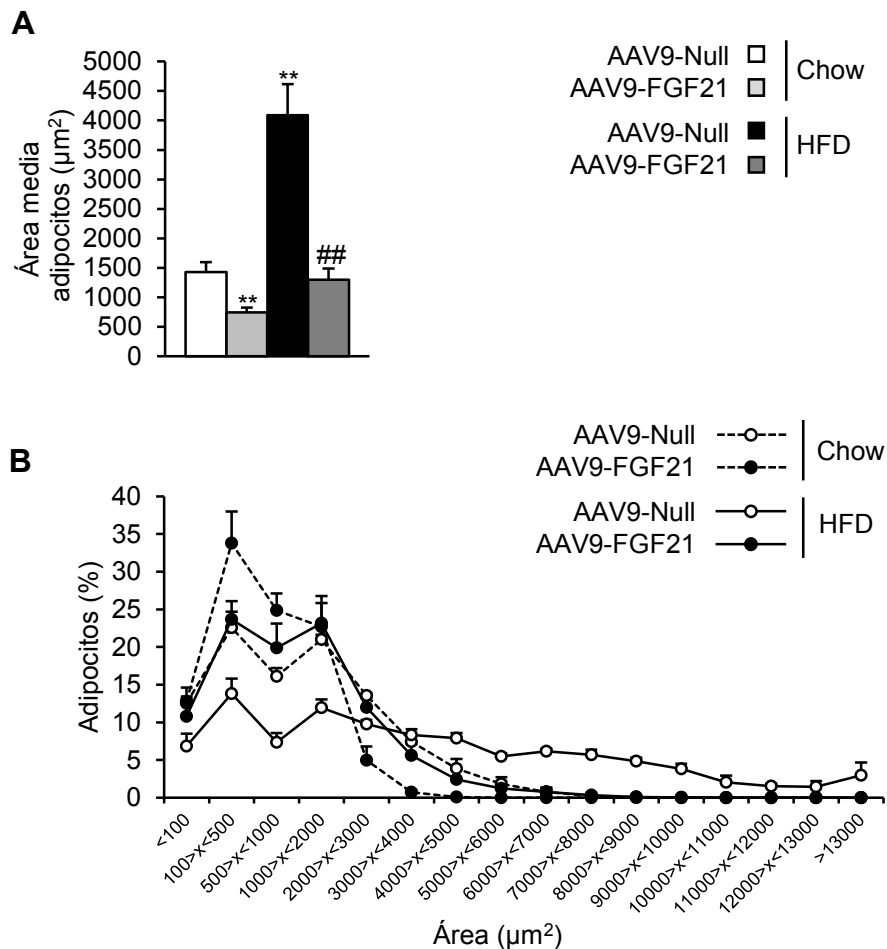 A
Área media
adipocitos (µm²)
5000
4500
4000
3500
3000
2500
2000
1500
1000
500
0
**
**
##
AAV9-Null
AAV9-FGF21
Chow
AAV9-Null
AAV9-FGF21
HFD
B
AAV9-Null
AAV9-FGF21
Chow
AAV9-Null
AAV9-FGF21
HFD
Adipocitos (%)
40
35
30
25
20
15
10
5
0
<100
100>x<500
500>x<1000
1000>x<2000
2000>x<3000
3000>x<4000
4000>x<5000
5000>x<6000
6000>x<7000
7000>x<8000
8000>x<9000
9000>x<10000
10000>x<11000
11000>x<12000
12000>x<13000
>13000
Área (µm²)